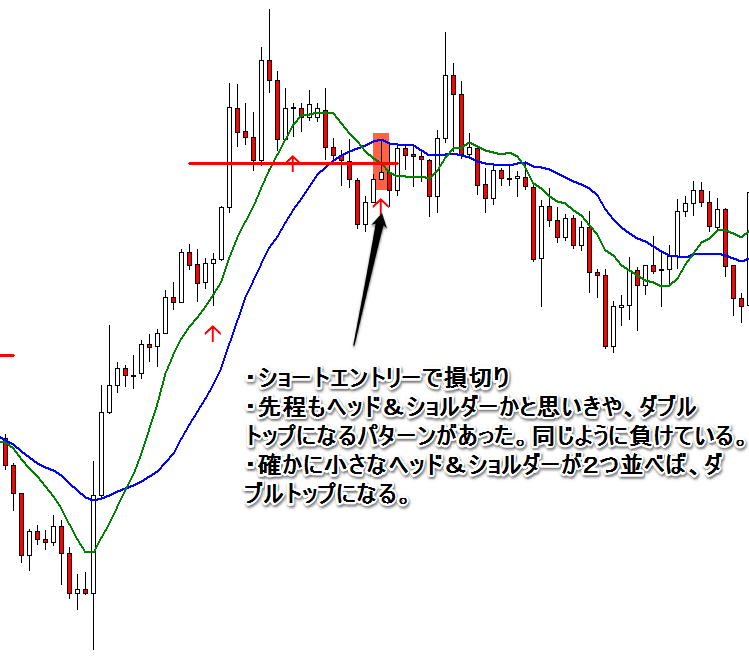 ・ショートエントリーで損切り
・先程もヘッド＆ショルダーかと思いきや、ダブル
トップになるパターンがあった。同じように負けている。
・確かに小さなヘッド＆ショルダーが２つ並べば、ダ
ブルトップになる。